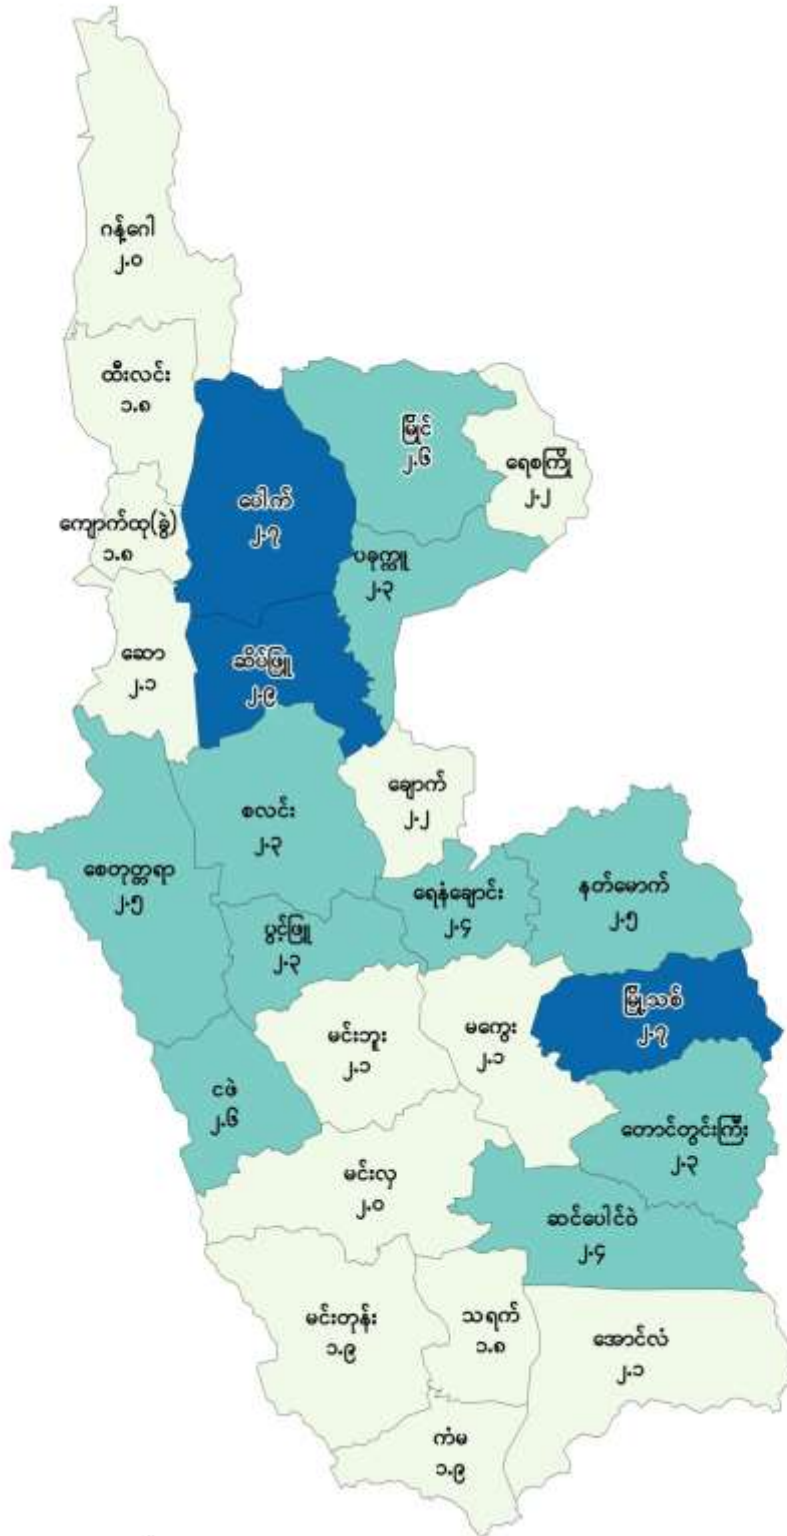 ဂန့်ဂေါ
၂.၀
ထီးလင်း
၁.၈
မြိုင်
၂.၆
ရေစကြို
၂.၂
ပေါက်
၂.၇
ကျောက်ထု(ခွဲ)
၁.၈
ပခုက္ကူ
၂.၃
ဆော
၂.၁
ဆိပ်ဖြူ
၂.၉
ချောက်
၂.၂
စလင်း
၂.၃
စေတုတ္တရာ
၂.၅
ရေနံချောင်း
၂.၄
နတ်မောက်
၂.၅
ပွင့်ဖြူ
၂.၃
မြို့သစ်
၂.၇
မင်းဘူး
၂.၁
မကွေး
၂.၁
ငဖဲ
၂.၆
တောင်တွင်းကြီး
၂.၃
မင်းလှ
၂.၀
ဆင်ပေါင်ဝဲ
၂.၄
မင်းတုန်း
၁.၉
သရက်
၁.၈
အောင်လံ
၂.၁
ကံမ
၁.၉